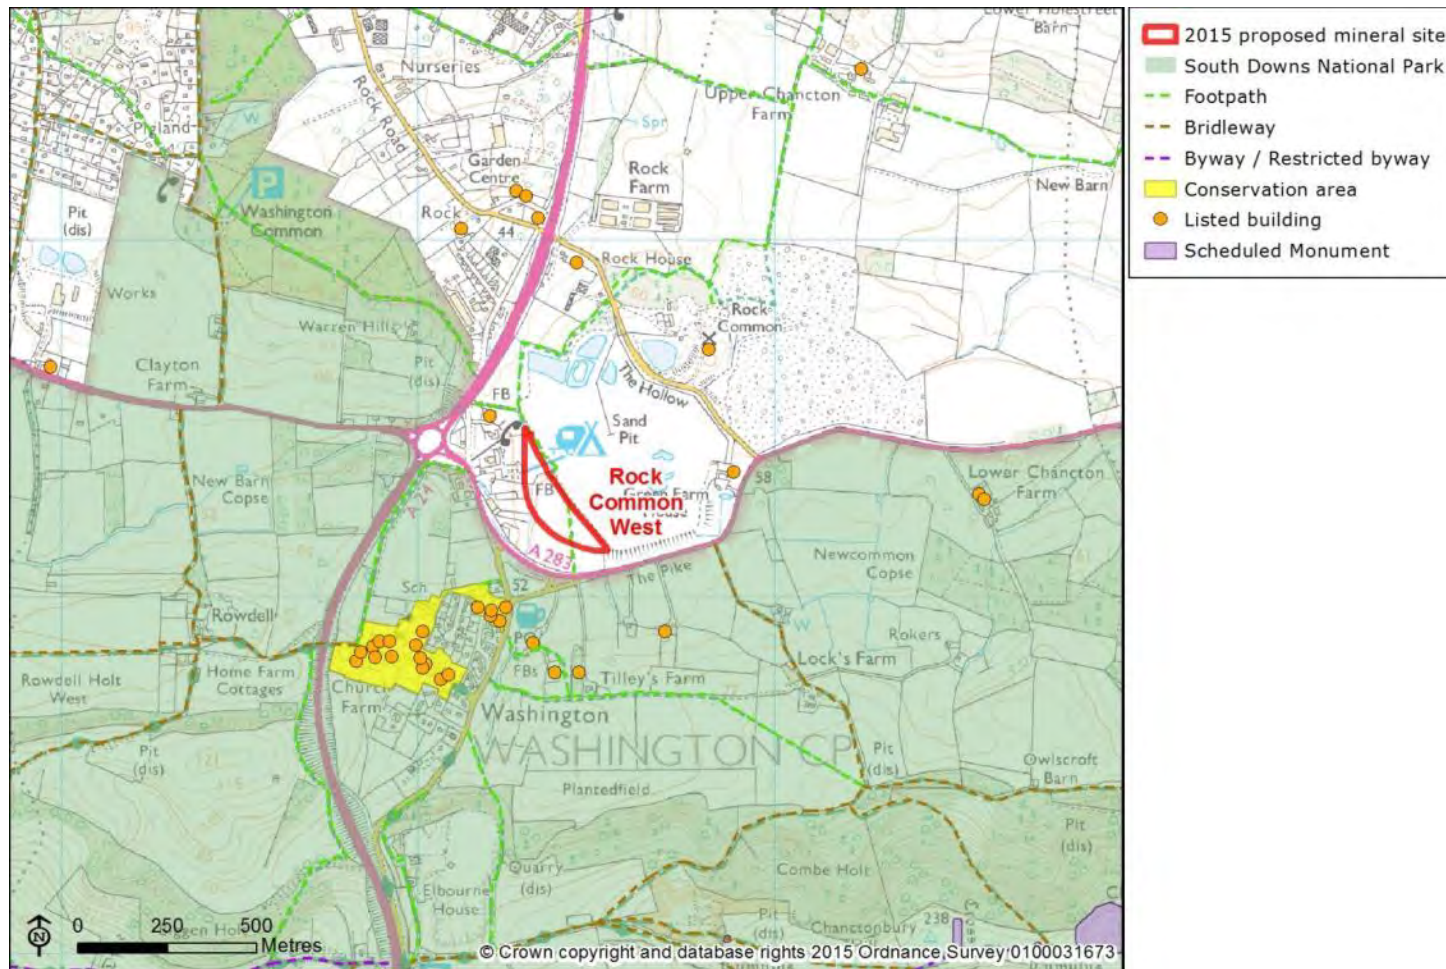 2015 proposed mineral site
South Downs National Park
Footpath
Bridleway
Byway / Restricted byway
Conservation area
Listed building
Scheduled Monument
Barn
Nurseries
Rock Road
Upper Chancton
Farm
Spr
W
Garden
Centre
Rock
Farm
New Barn
P
Washington
Common
Pit
(dis)
Rock
44
Rock House
Works
Warren Hill
Rock
Common
Clayton
Farm
Pit
(dis)
The Hollow
FB
Sand
Pit
New Barn
Copse
A 24
FB
Rock
Common
West
Green Farm
House
58
Lower Chancton
Farm
A 283
The Pike
Newcommon
Copse
Sch
52
Rowdell
PO
W
Rokers
Lock's Farm
Rowdell Holt
West
Home Farm
Cottages
FBs
Tilley's Farm
Church
Farm
Washington
WASHINGTON CP
Pit
(dis)
121
Pit
(dis)
Owlscroft
Barn
Plantedfield
Pit
(dis)
Quarry
(dis)
Combe Holt
Elbourne
House
Pit
(dis)
Chanctonbury
238
0 250 500
Metres
N
© Crown copyright and database rights 2015 Ordnance Survey 0100031673